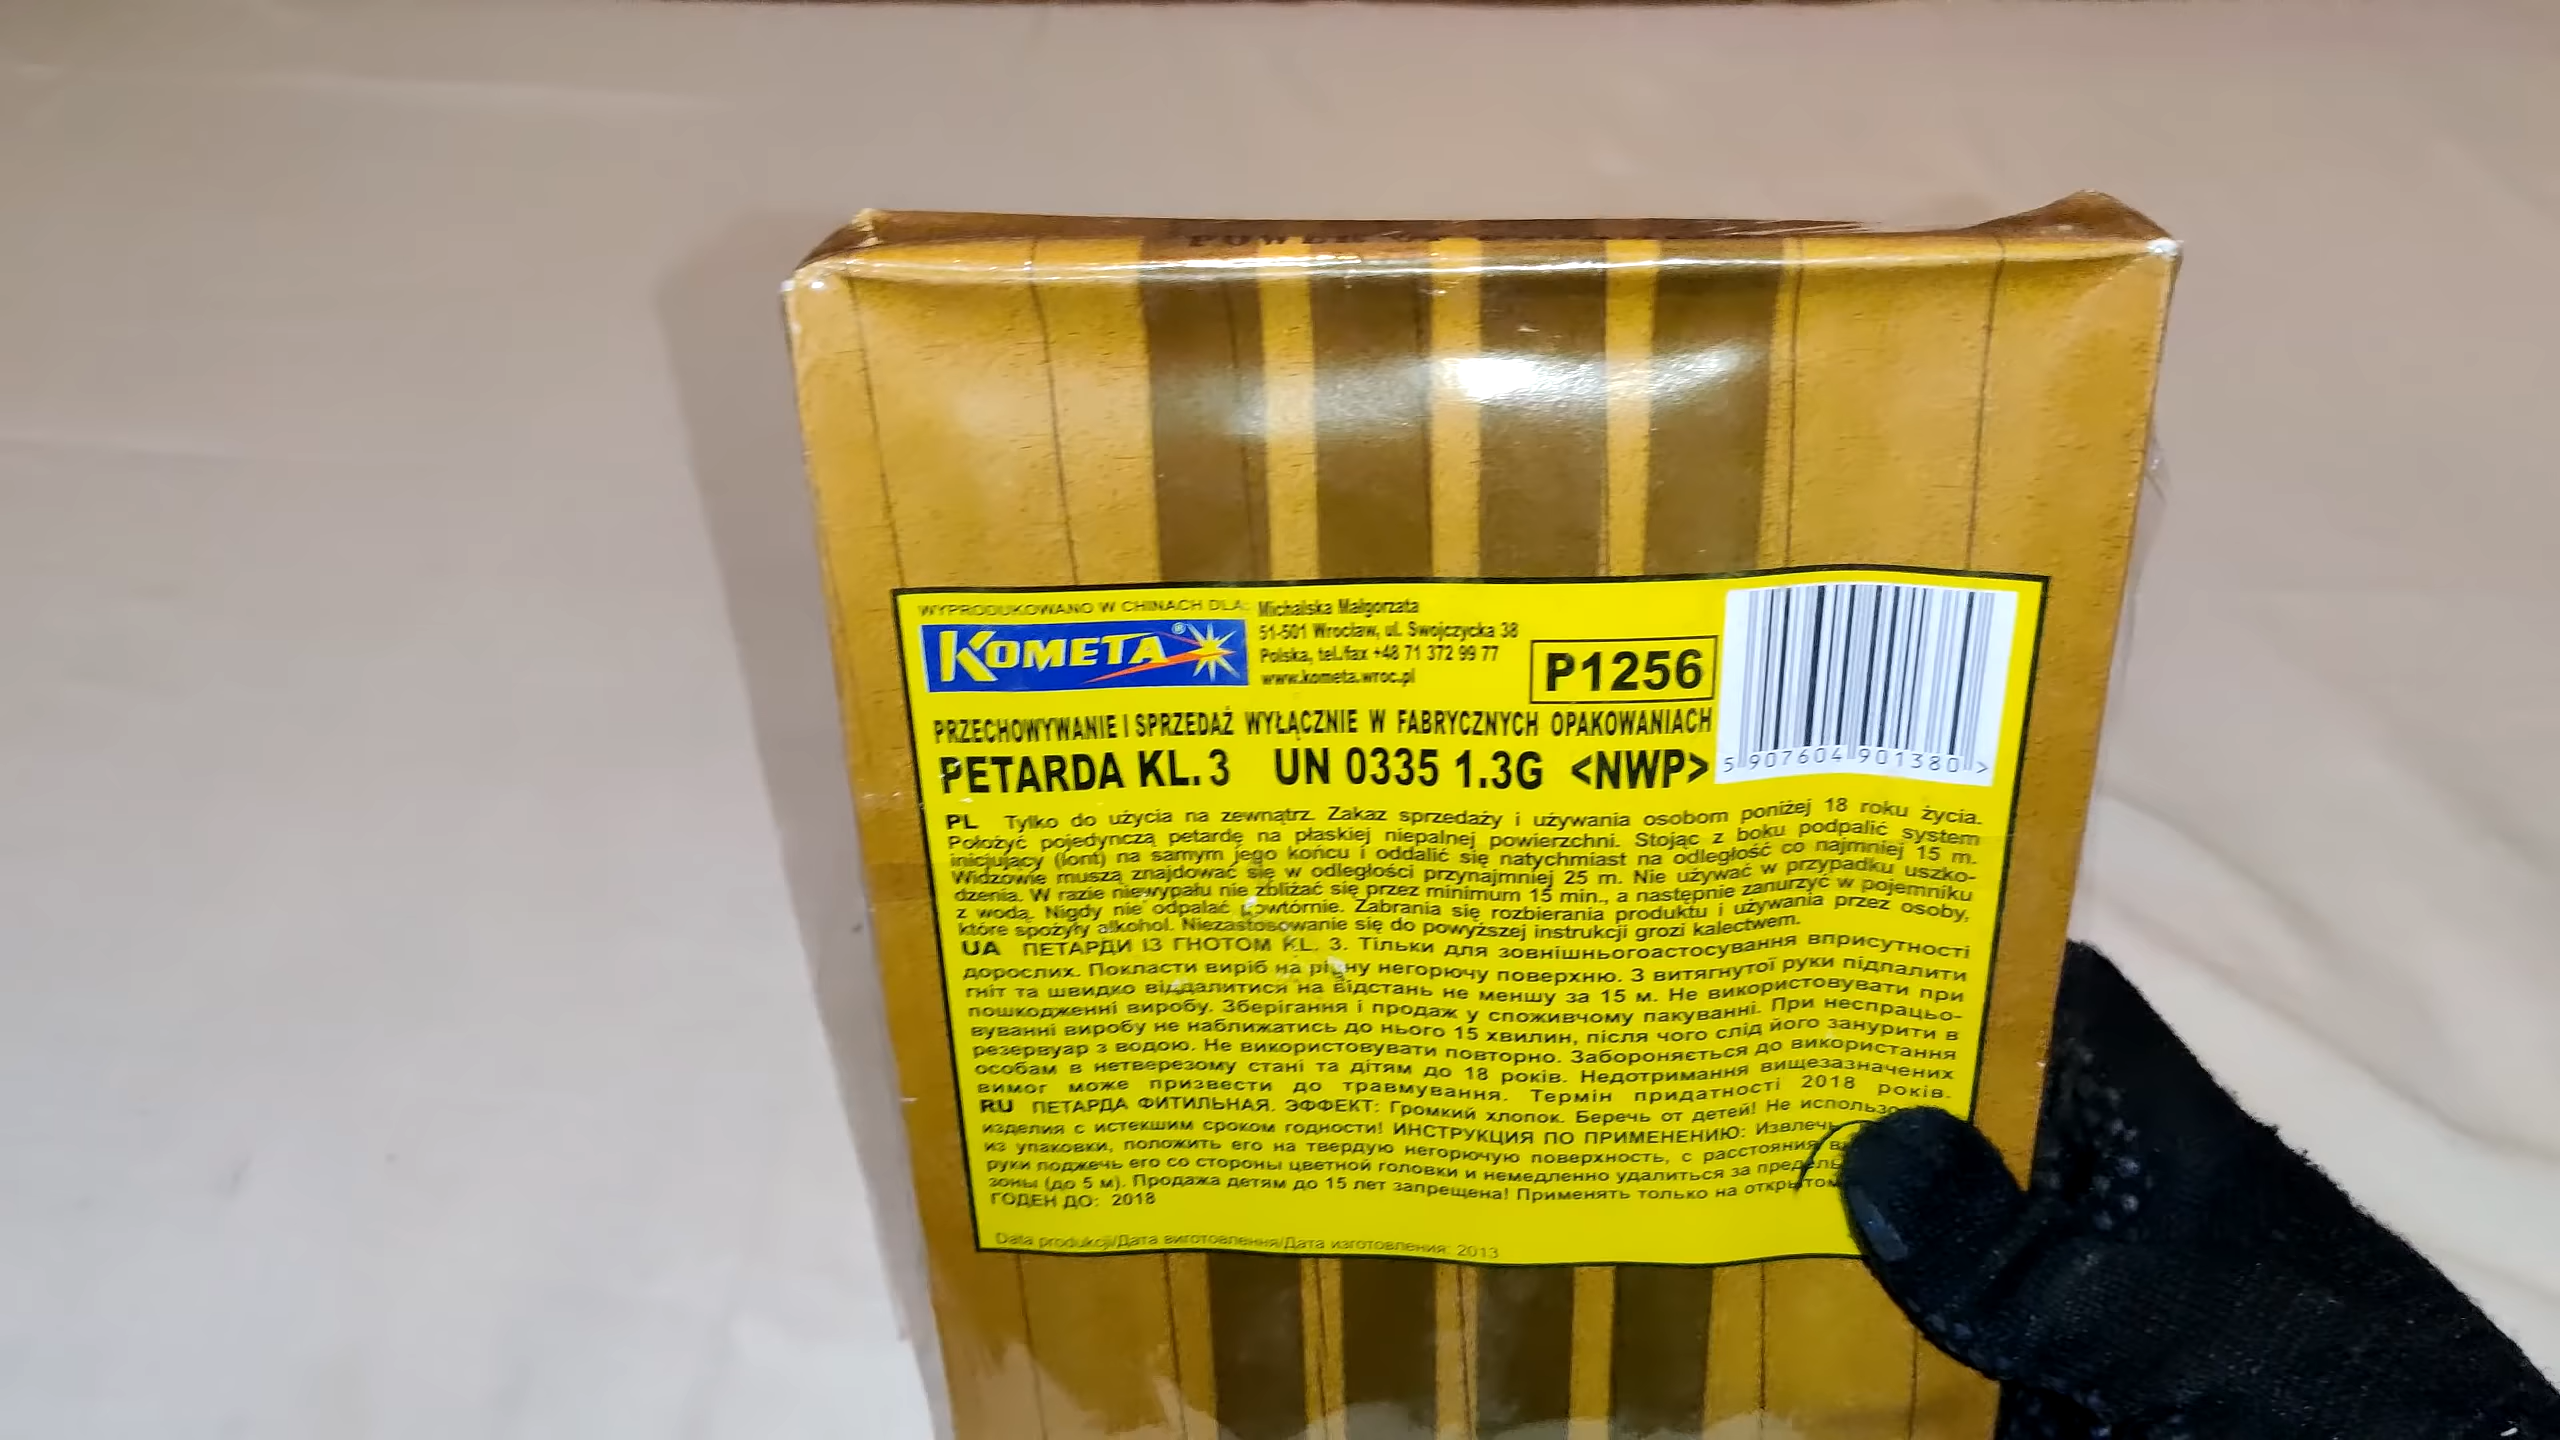 POWER
WYPRODUKOWANO W CHINACH DLA:
KOMETA®
Michalska Małgorzata
51-501 Wrocław, ul. Swojczycka 38
Polska, tel./fax +48 71 372 99 77
www.kometa.wroc.pl
P1256
5 907604 901380 >
PRZECHOWYWANIE I SPRZEDAŻ WYŁĄCZNIE W FABRYCZNYCH OPAKOWANIACH
PETARDA KL. 3 UN 0335 1.3G <NWP>
PL Tylko do użycia na zewnątrz. Zakaz sprzedaży i używania osobom poniżej 18 roku życia.
Położyć pojedynczą petardę na płaskiej niepalnej powierzchni. Stojąc z boku podpalić system
inicjujący (lont) na samym jego końcu i oddalić się natychmiast na odległość co najmniej 15 m.
Widzowie muszą znajdować się w odległości przynajmniej 25 m. Nie używać w przypadku uszko-
dzenia. W razie niewypału nie zbliżać się przez minimum 15 min., a następnie zanurzyć w pojemniku
z wodą. Nigdy nie odpalać powtórnie. Zabrania się rozbierania produktu i używania przez osoby,
które spożyły alkohol. Niezastosowanie się do powyższej instrukcji grozi kalectwem.
UA ПЕТАРДИ ІЗ ГНОТОМ KL. 3. Тільки для зовнішньогоастосування вприсутності
дорослих. Покласти виріб на рівну негорючу поверхню. З витягнутої руки підпалити
гніт та швидко віддалитися на відстань не меншу за 15 м. Не використовувати при
пошкодженні виробу. Зберігання і продаж у споживчому пакуванні. При неспрацьо-
вуванні виробу не наближатись до нього 15 хвилин, після чого слід його занурити в
резервуар з водою. Не використовувати повторно. Забороняється до використання
особам в нетверезому стані та дітям до 18 років. Недотримання вищезазначених
вимог може призвести до травмування. Термін придатності 2018 років.
RU ПЕТАРДА ФИТИЛЬНАЯ. ЭФФЕКТ: Громкий хлопок. Беречь от детей! Не использо
изделия с истекшим сроком годности! ИНСТРУКЦИЯ ПО ПРИМЕНЕНИЮ: Извлечь
из упаковки, положить его на твердую негорючую поверхность, с расстояния
руки поджечь его со стороны цветной головки и немедленно удалиться за предель
зоны (до 5 м). Продажа детям до 15 лет запрещена! Применять только на открытом
ГОДЕН ДО: 2018
Data produkcji/Дата виготовлення/Дата изготовления: 2013